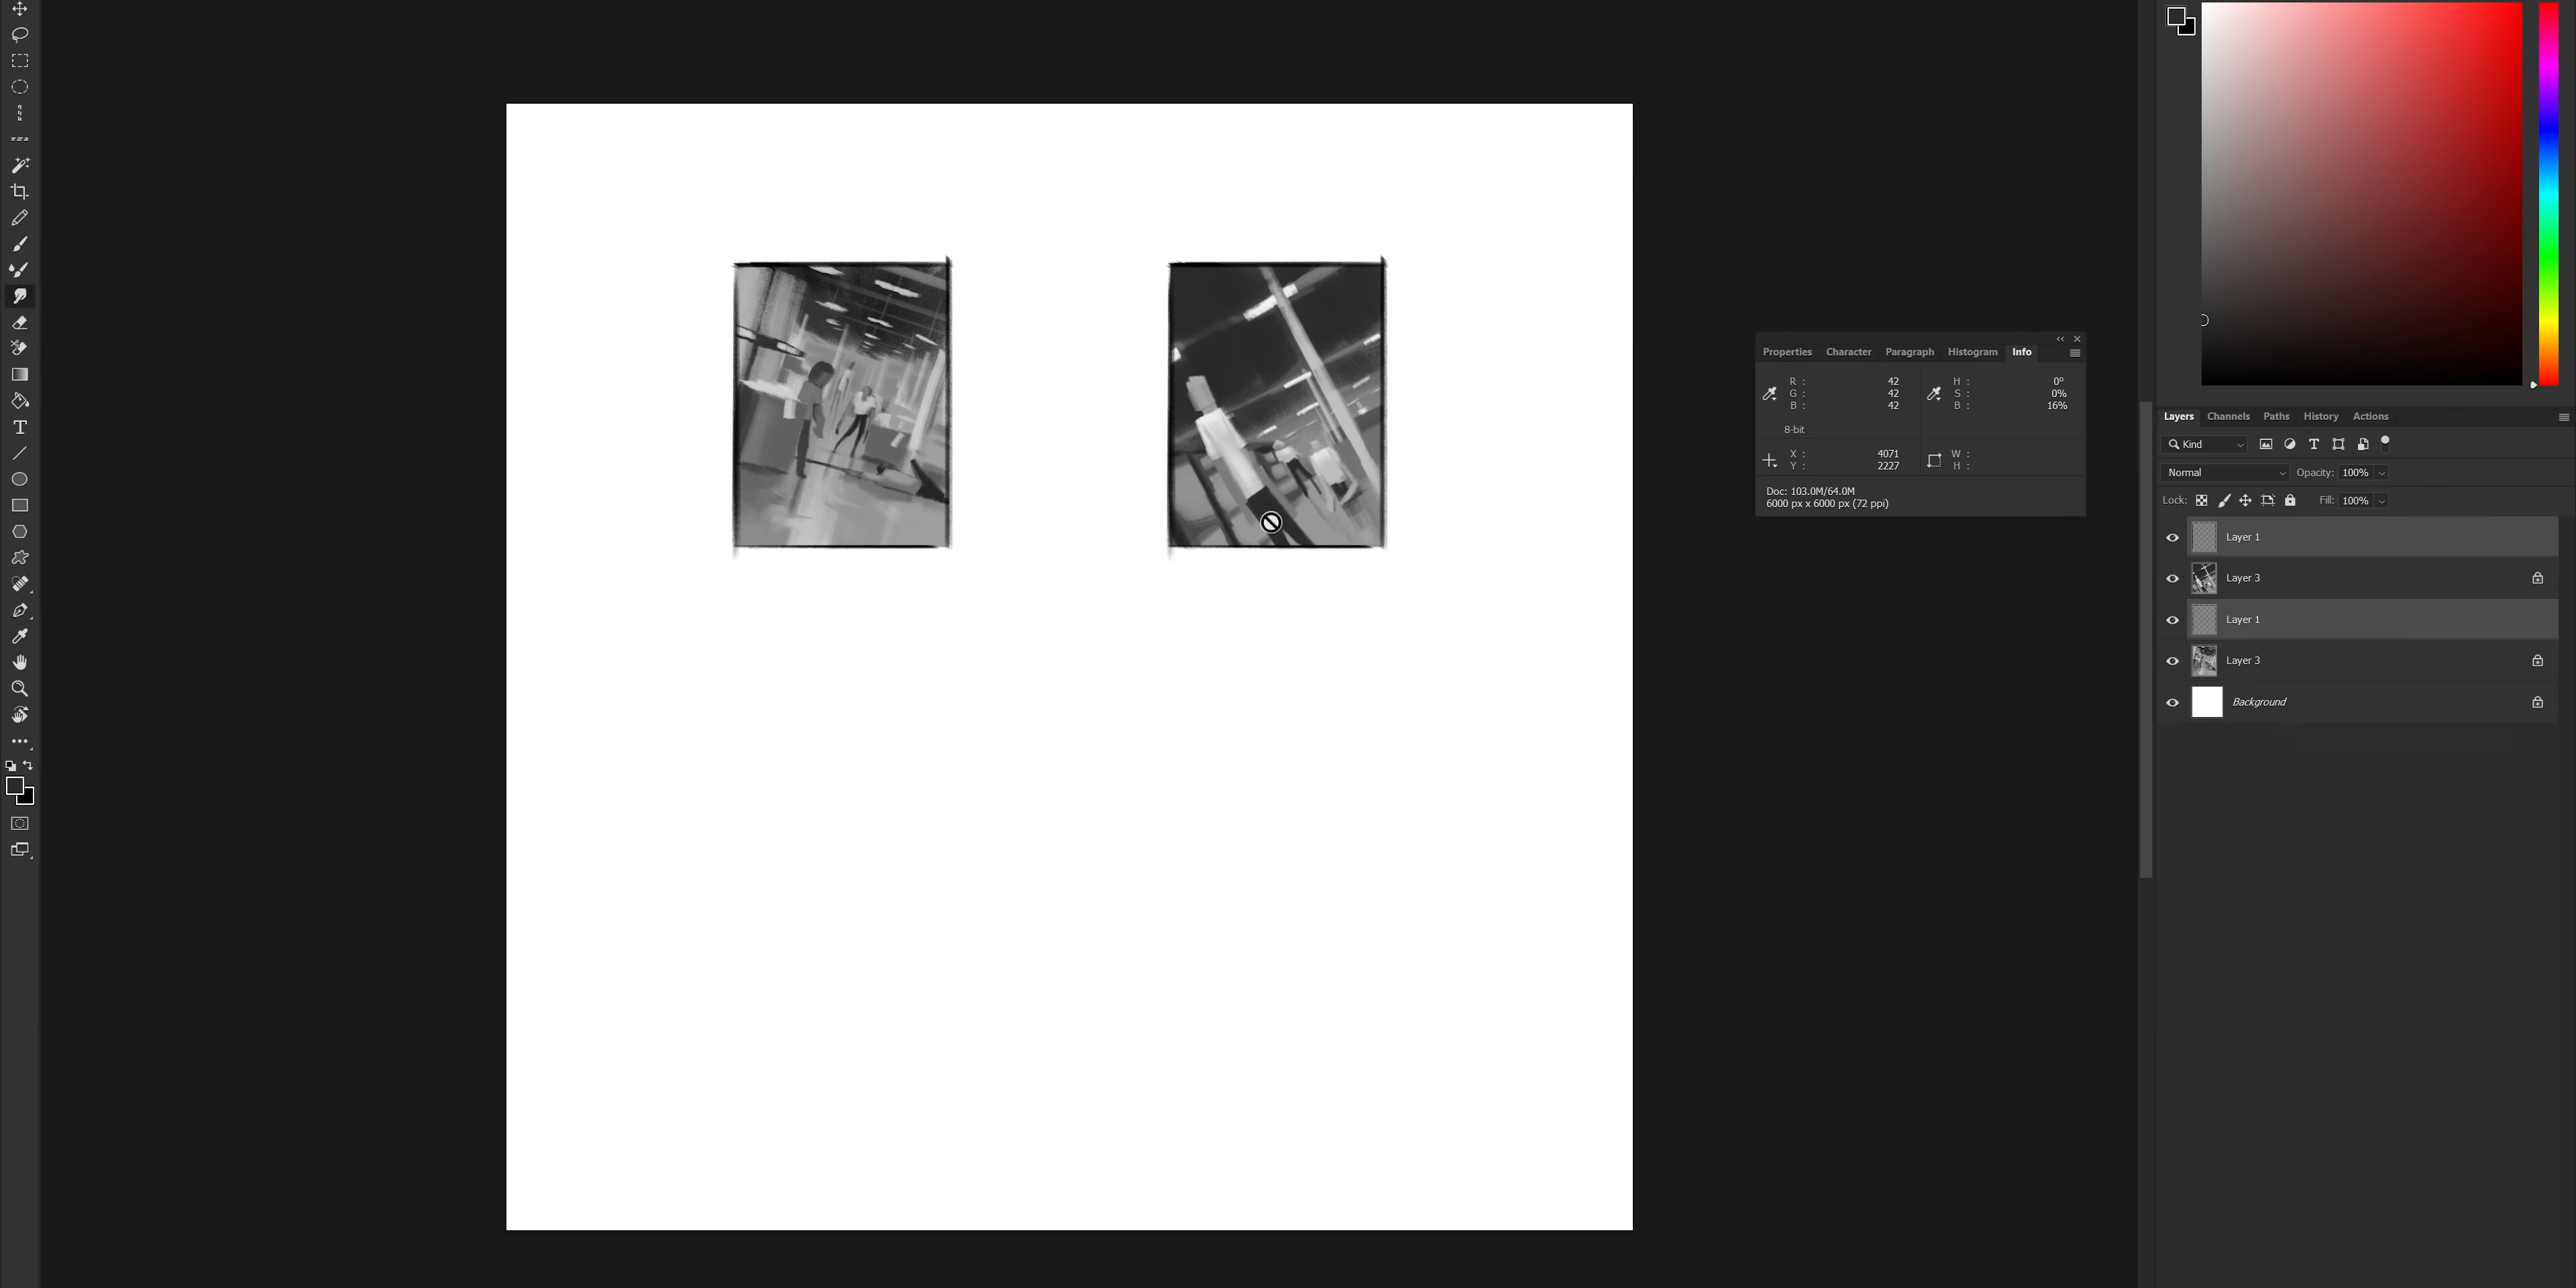 Properties Character Paragraph Histogram Info
R : 42
G : 42
B : 42
H : 0°
S : 0%
B : 16%
8-bit
X : 4071
Y : 2227
W :
H :
Doc: 103.0M/64.0M
6000 px x 6000 px (72 ppi)
Layers Channels Paths History Actions
Kind
Normal Opacity: 100%
Lock: Fill: 100%
Layer 1
Layer 3
Layer 1
Layer 3
Background